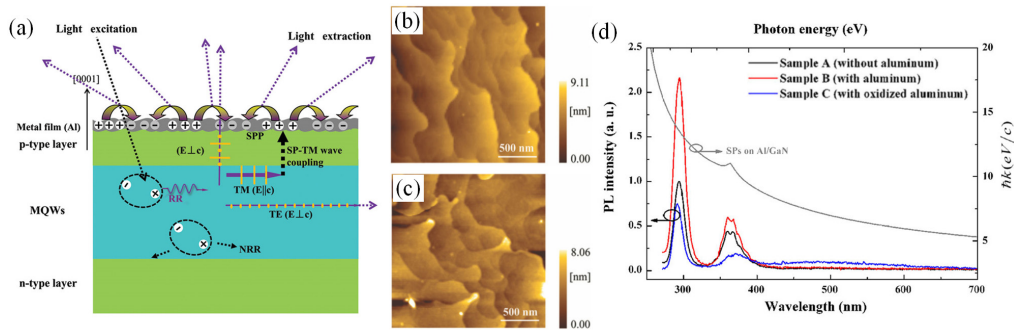 (a)
Light excitation
Light extraction
[0001]
Metal film (Al)
p-type layer
SPP
(E⊥c)
SP-TM wave
coupling
TM (E||c)
RR
TE (E⊥c)
MQWs
NRR
n-type layer
(b)
9.11
[nm]
500 nm
0.00
(c)
8.06
[nm]
500 nm
0.00
(d)
Photon energy (eV)
Sample A (without aluminum)
Sample B (with aluminum)
Sample C (with oxidized aluminum)
SPs on Al/GaN
PL intensity (a. u.)
2.5
2.0
1.5
1.0
0.5
0.0
20
15
10
5
ħk(eV/c)
300
400
500
600
700
Wavelength (nm)